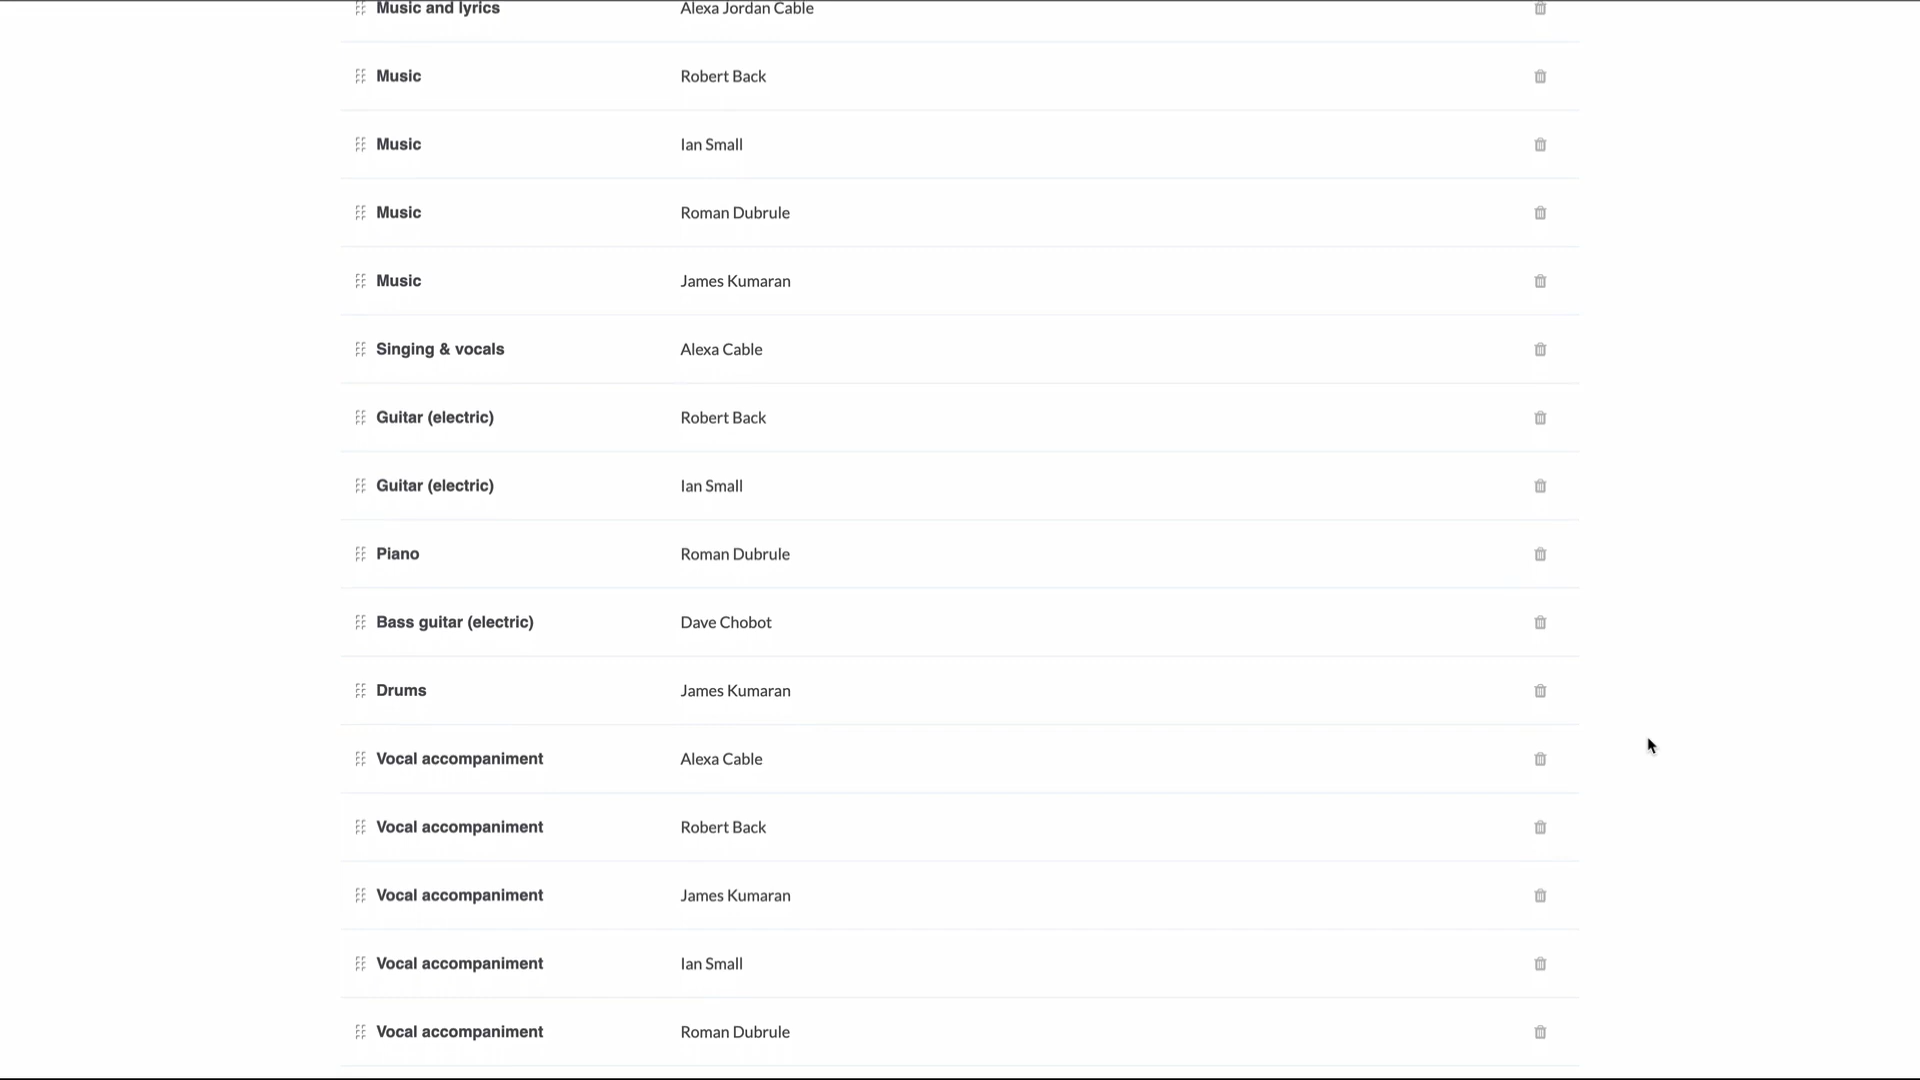 Music and lyrics Alexa Jordan Cable
Music Robert Back
Music Ian Small
Music Roman Dubrule
Music James Kumaran
Singing & vocals Alexa Cable
Guitar (electric) Robert Back
Guitar (electric) Ian Small
Piano Roman Dubrule
Bass guitar (electric) Dave Chobot
Drums James Kumaran
Vocal accompaniment Alexa Cable
Vocal accompaniment Robert Back
Vocal accompaniment James Kumaran
Vocal accompaniment Ian Small
Vocal accompaniment Roman Dubrule